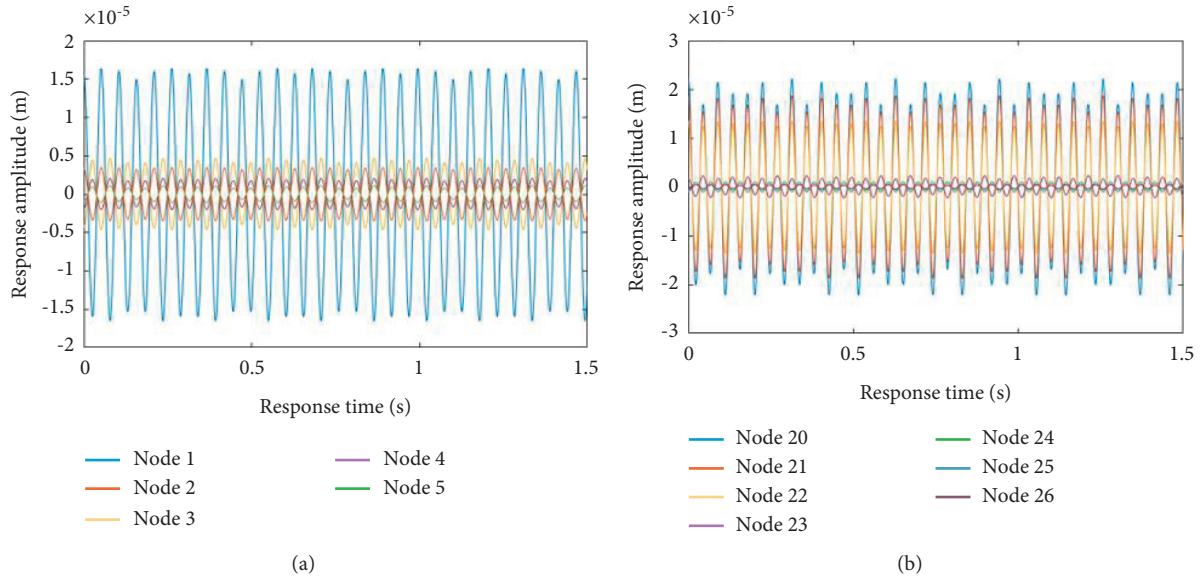 ×10-5
2
1.5
1
0.5
0
-0.5
-1
-1.5
-2
Response amplitude (m)
0 0.5 1 1.5
Response time (s)
Node 1
Node 2
Node 3
Node 4
Node 5
(a)
×10-5
3
2
1
0
-1
-2
-3
Response amplitude (m)
0 0.5 1 1.5
Response time (s)
Node 20
Node 21
Node 22
Node 23
Node 24
Node 25
Node 26
(b)